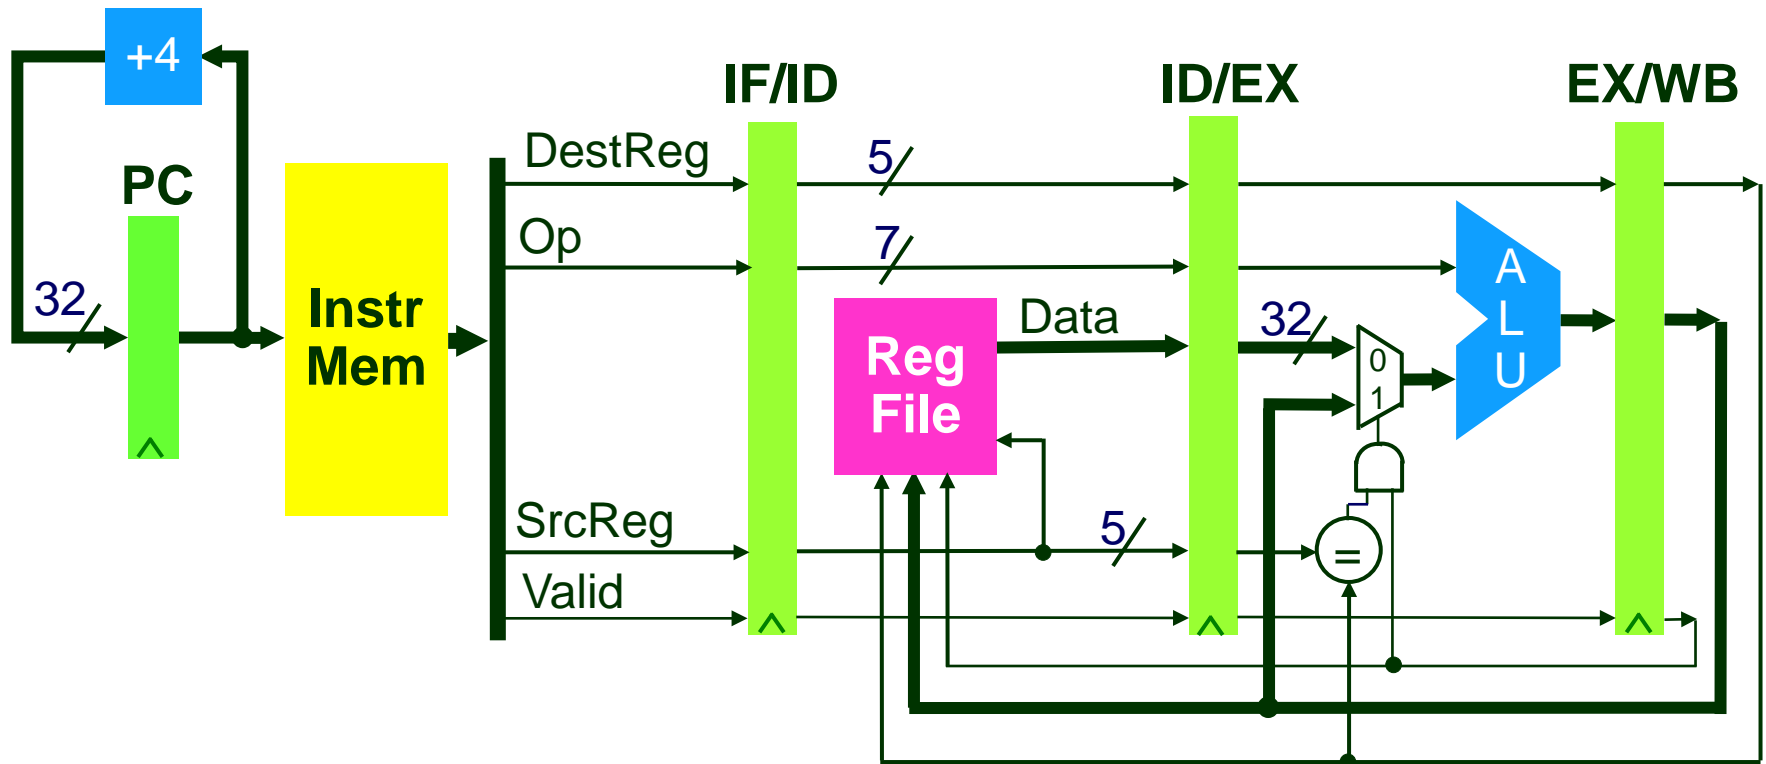 +4
IF/ID
ID/EX
EX/WB
DestReg
5
PC
Op
7
32
Instr
Mem
Reg
File
Data
32
0
1
A
L
U
SrcReg
5
=
Valid